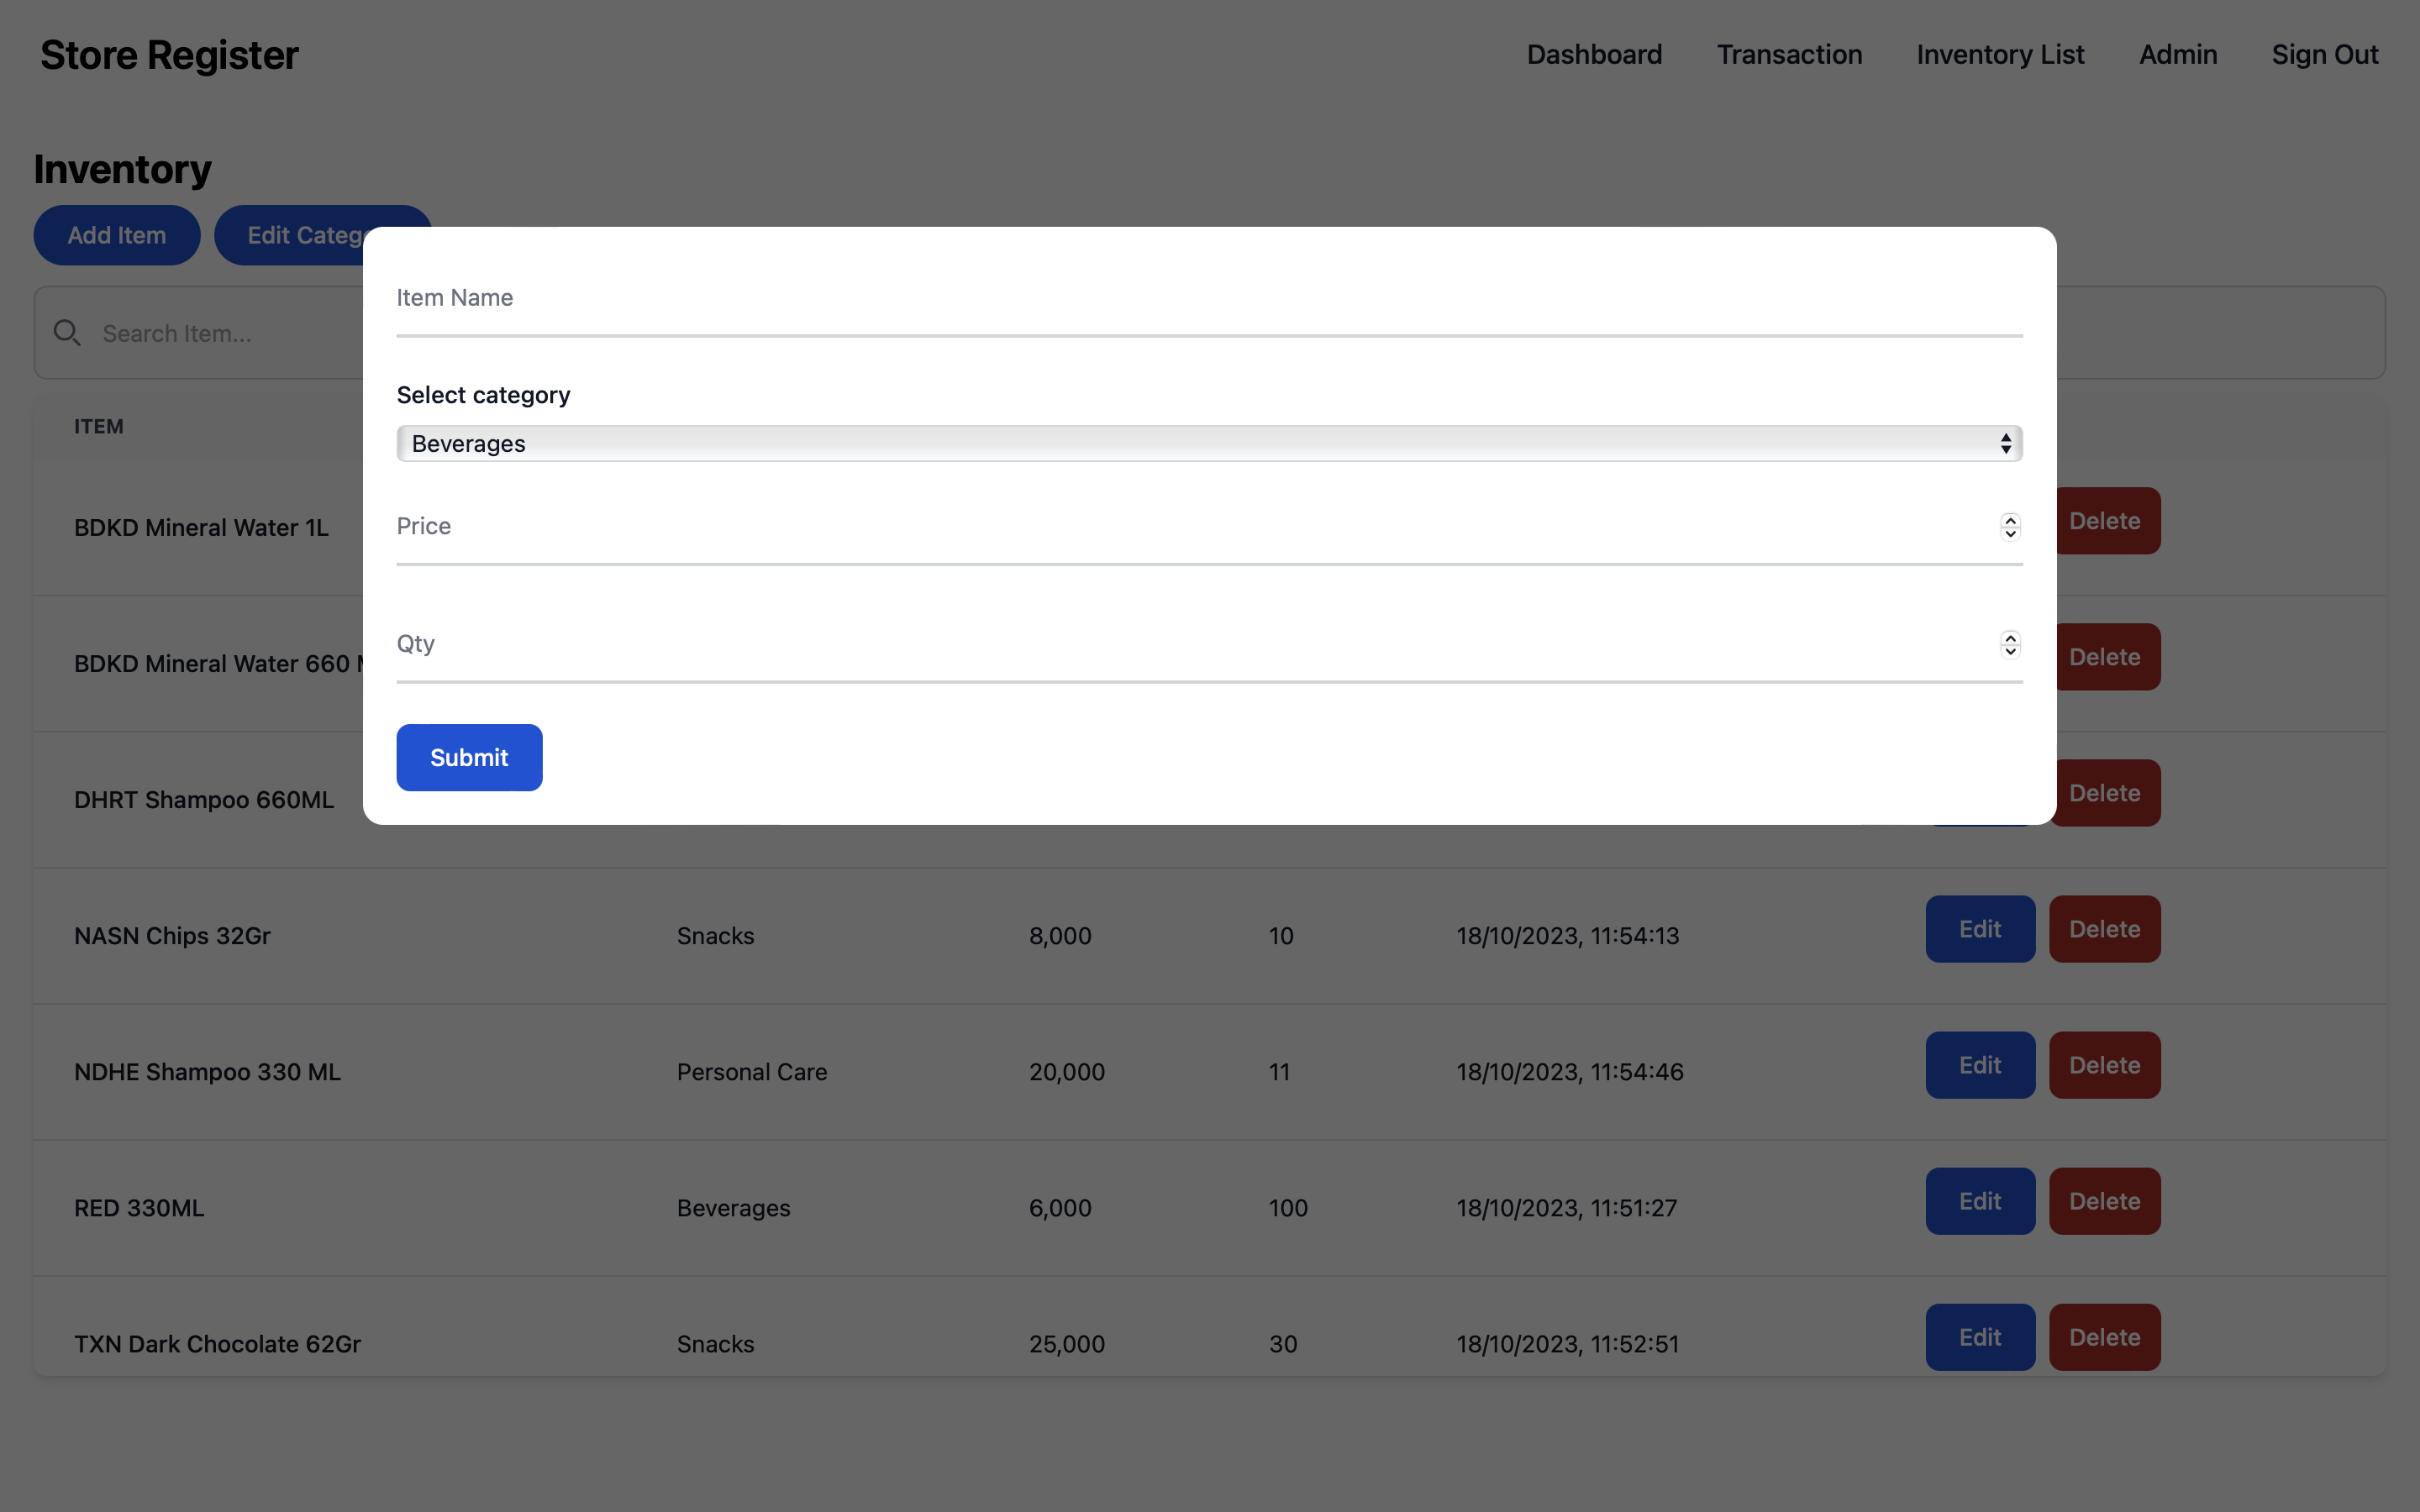 Store Register
Dashboard Transaction Inventory List Admin Sign Out
Inventory
Add Item Edit
Search Item...
Item Name
Select category
Beverages
Price
Qty
Submit
ITEM
BDKD Mineral Water 1L Delete
BDKD Mineral Water 660 Delete
DHRT Shampoo 660ML Delete
NASN Chips 32Gr Snacks 8,000 10 18/10/2023, 11:54:13 Edit Delete
NDHE Shampoo 330 ML Personal Care 20,000 11 18/10/2023, 11:54:46 Edit Delete
RED 330ML Beverages 6,000 100 18/10/2023, 11:51:27 Edit Delete
TXN Dark Chocolate 62Gr Snacks 25,000 30 18/10/2023, 11:52:51 Edit Delete